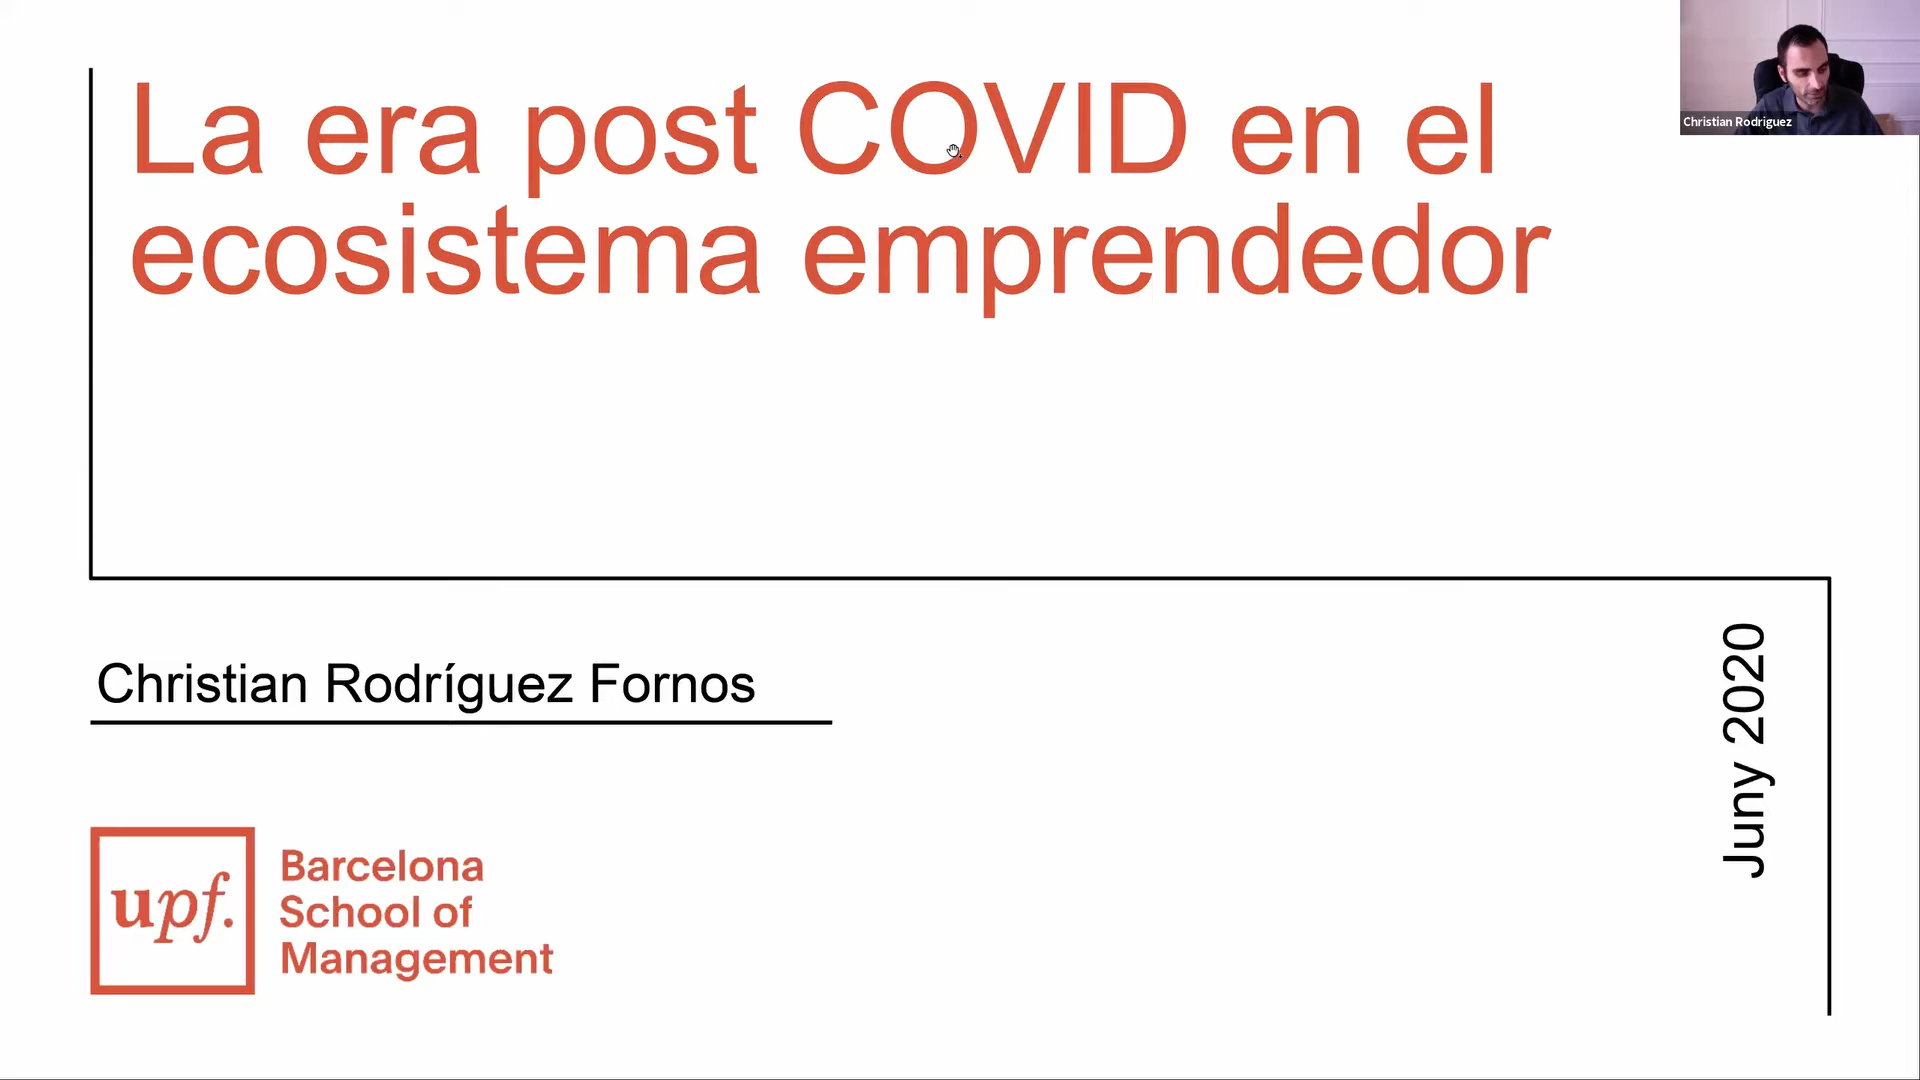 La era post COVID en el
ecosistema emprendedor
Christian Rodriguez
Christian Rodríguez Fornos
Juny 2020
upf.
Barcelona
School of
Management